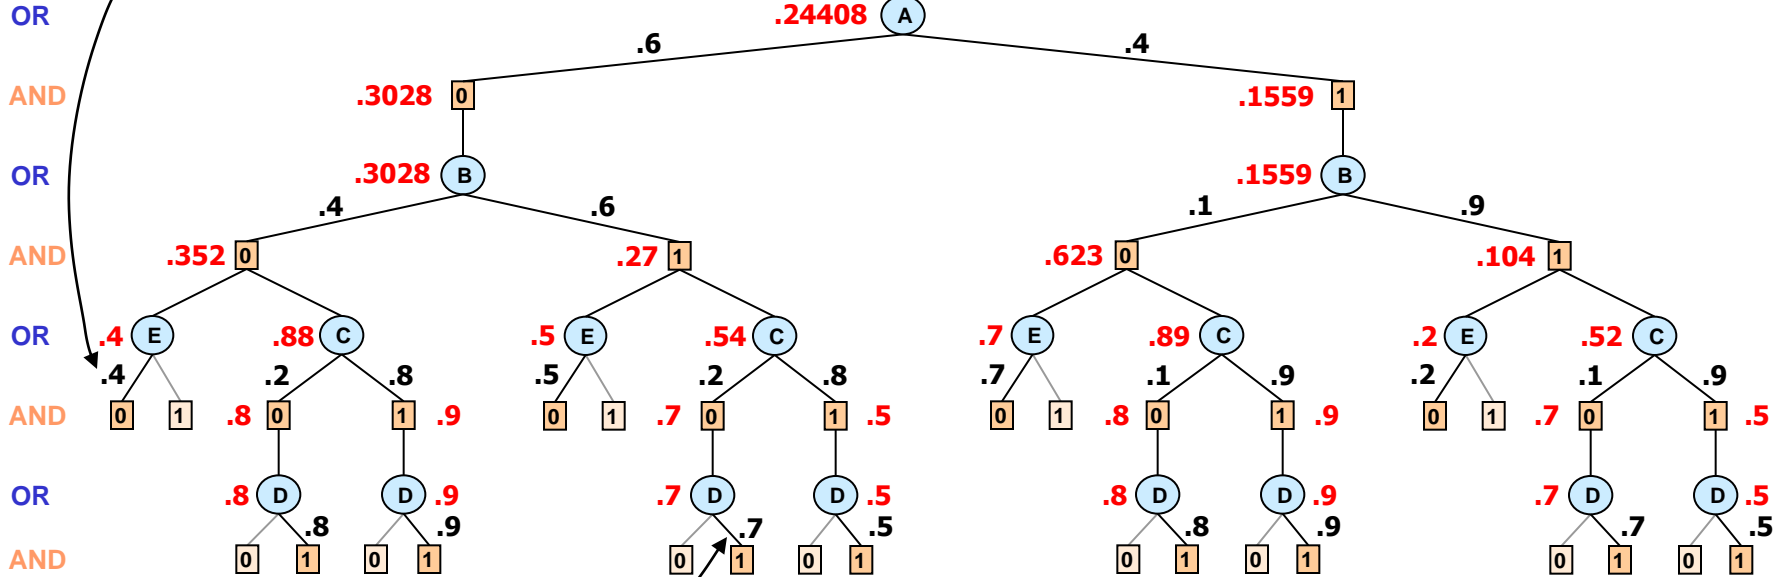 OR .24408 A
.6 .4
AND .3028 0 .1559 1
OR .3028 B .1559 B
.4 .6 .1 .9
AND .352 0 .27 1 .623 0 .104 1
OR .4 E .88 C .5 E .54 C .7 E .89 C .2 E .52 C
.4 .2 .8 .5 .2 .8 .7 .1 .9 .2 .1 .9
AND 0 1 .8 0 1 .9 0 1 .7 0 1 .5 0 1 .8 0 1 .9 0 1 .7 0 1 .5
OR .8 D D .9 .7 D D .5 .8 D D .9 .7 D D .5
.8 .9 .7 .5 .8 .9 .7 .5
AND 0 1 0 1 0 1 0 1 0 1 0 1 0 1 0 1